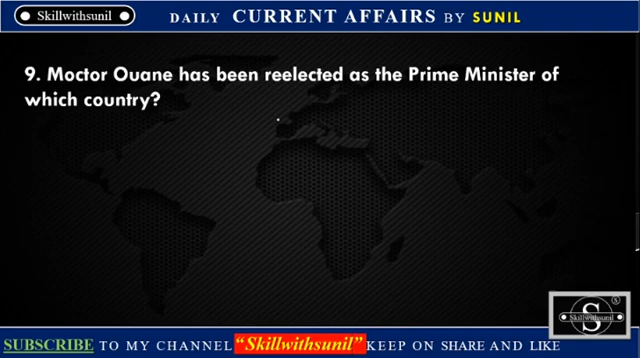 Skillwithsunil
DAILY CURRENT AFFAIRS BY SUNIL
9. Moctor Ouane has been reelected as the Prime Minister of
which country?
S
Skillwithsunil
SUBSCRIBE TO MY CHANNEL "Skillwithsunil" KEEP ON SHARE AND LIKE